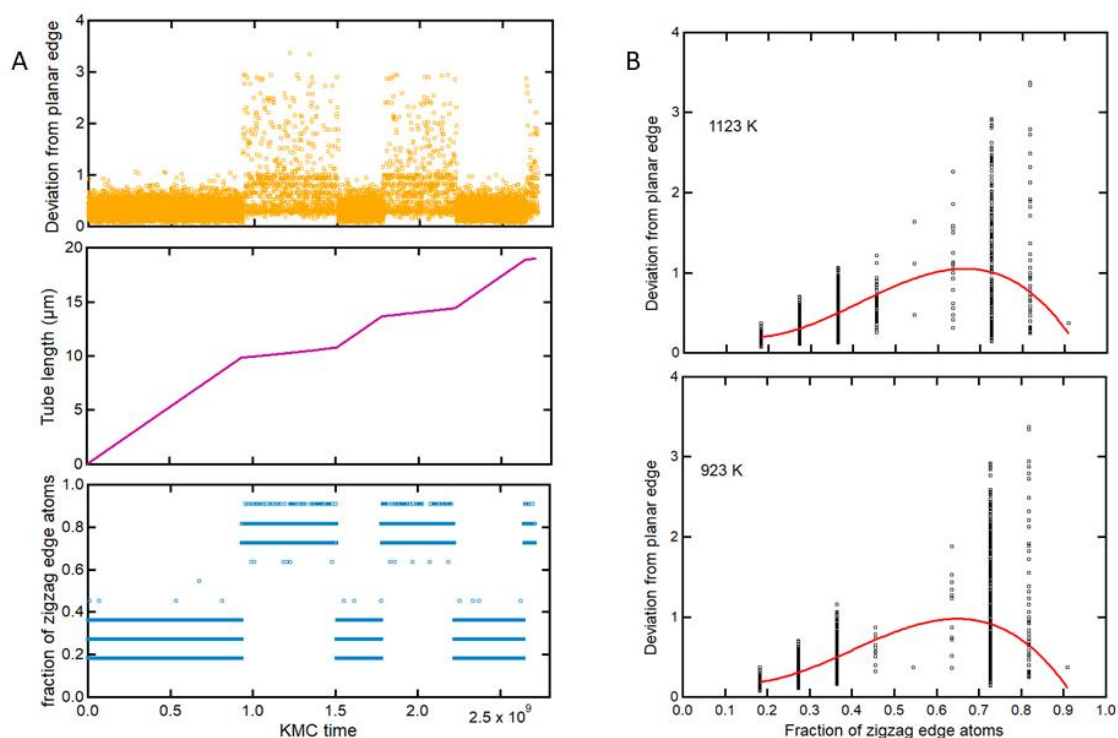 A
Deviation from planar edge
4
3
2
1
0
Tube length (μm)
20
15
10
5
0
fraction of zigzag edge atoms
1.0
0.8
0.6
0.4
0.2
0.0
0.0 0.5 1.0 1.5 2.0 2.5 x 10⁹
KMC time
B
Deviation from planar edge
4
3
2
1
0
1123 K
Deviation from planar edge
4
3
2
1
0
923 K
0.0 0.1 0.2 0.3 0.4 0.5 0.6 0.7 0.8 0.9 1.0
Fraction of zigzag edge atoms